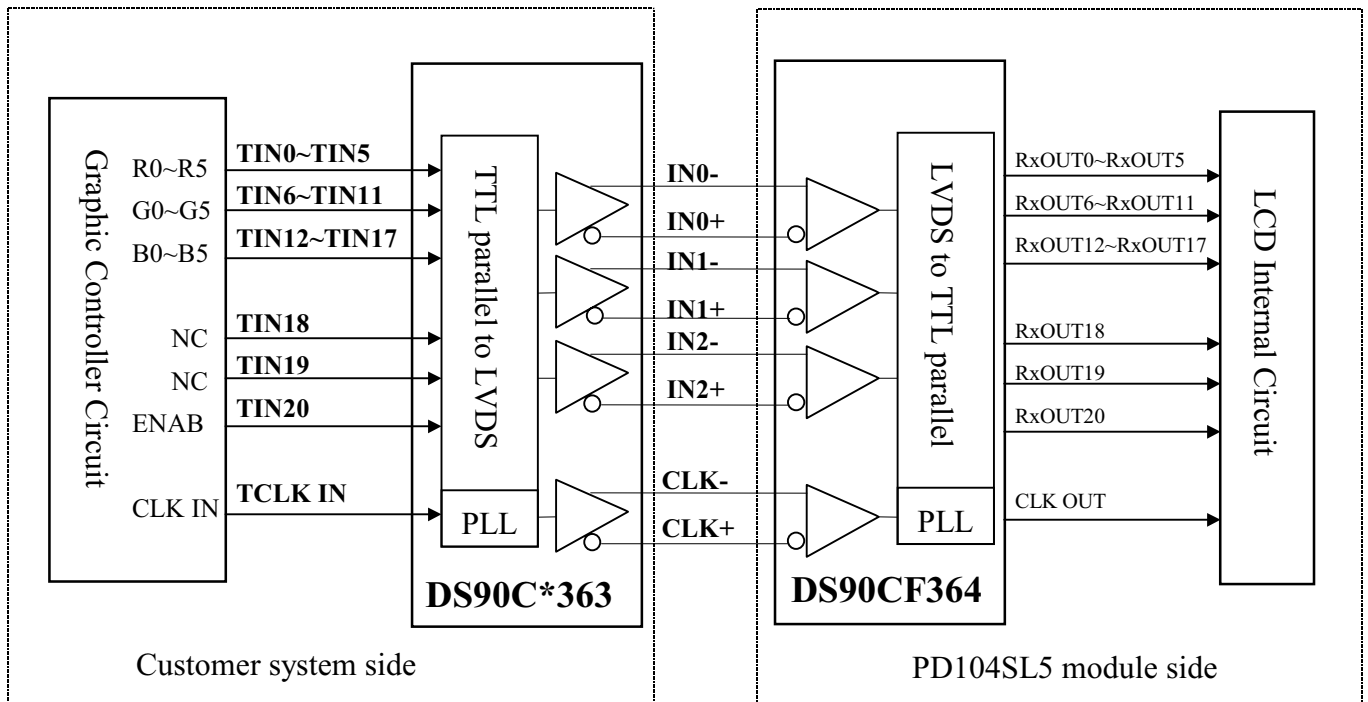 Graphic Controller Circuit
R0~R5
G0~G5
B0~B5
NC
NC
ENAB
CLK IN
TIN0~TIN5
TIN6~TIN11
TIN12~TIN17
TIN18
TIN19
TIN20
TCLK IN
TTL parallel to LVDS
PLL
DS90C*363
Customer system side
IN0-
IN0+
IN1-
IN1+
IN2-
IN2+
CLK-
CLK+
LVDS to TTL parallel
PLL
DS90CF364
RxOUT0~RxOUT5
RxOUT6~RxOUT11
RxOUT12~RxOUT17
RxOUT18
RxOUT19
RxOUT20
CLK OUT
LCD Internal Circuit
PD104SL5 module side